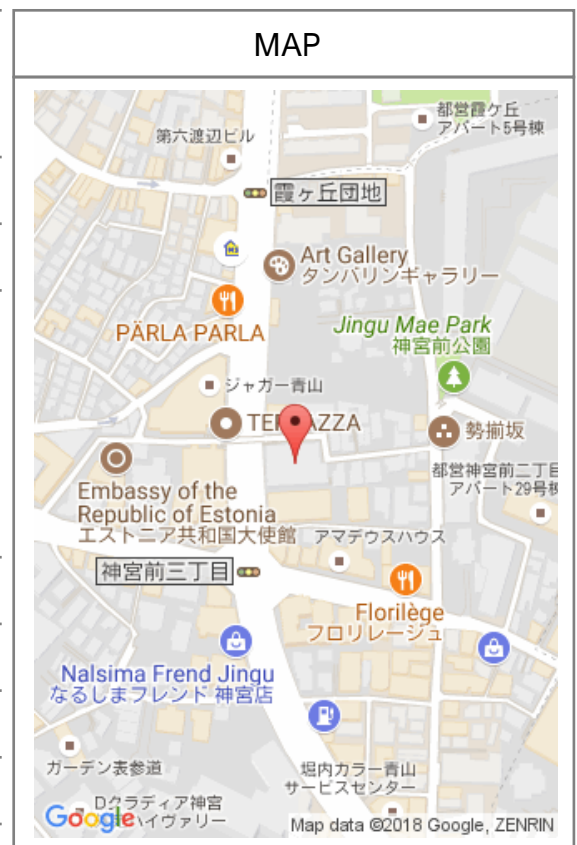 MAP
都営霞ケ丘
アパート5号棟
第六渡辺ビル
霞ヶ丘団地
Art Gallery
タンバリンギャラリー
PÄRLA PARLA
Jingu Mae Park
神宮前公園
ジャガー青山
勢揃坂
都営神宮前二丁目
アパート29号棟
Embassy of the
Republic of Estonia
エストニア共和国大使館
アマデウスハウス
神宮前三丁目
Florilège
フロリレージュ
Nalsima Frend Jingu
なるしまフレンド 神宮店
ガーデン表参道
堀内カラー青山
サービスセンター
Dクラディア神宮
ハイヴァリー
Google
Map data ©2018 Google, ZENRIN